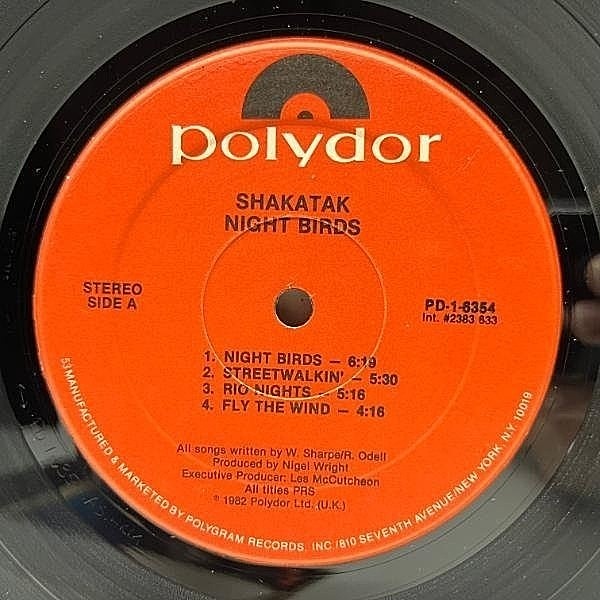 polydor
SHAKATAK
NIGHT BIRDS
STEREO
SIDE A
PD-1-6354
Int. #2383 633
1. NIGHT BIRDS — 6:19
2. STREETWALKIN' — 5:30
3. RIO NIGHTS — 5:16
4. FLY THE WIND — 4:16
All songs written by W. Sharpe/R. Odell
Produced by Nigel Wright
Executive Producer: Les McCutcheon
All titles PRS
℗ 1982 Polydor Ltd. (U.K.)
53 MANUFACTURED & MARKETED BY POLYGRAM RECORDS, INC./810 SEVENTH AVENUE/NEW YORK, N.Y. 10019